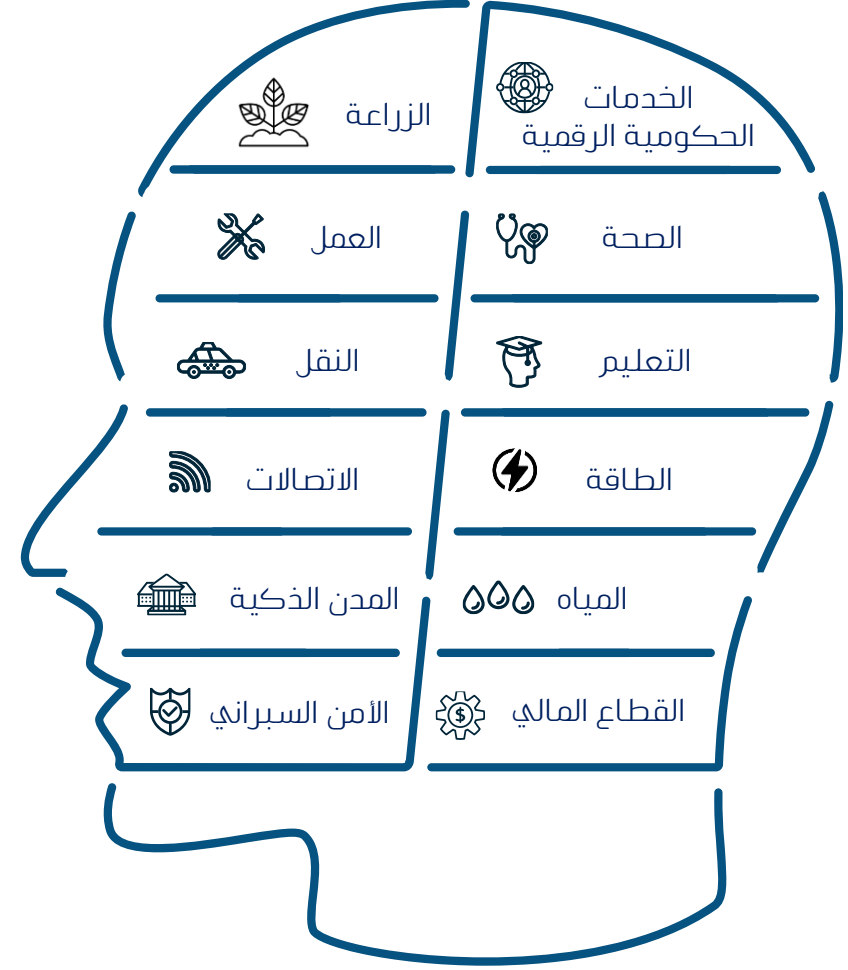 الخدمات
الحكومية الرقمية
الزراعة
الصحة
العمل
التعليم
النقل
الطاقة
الاتصالات
المياه
المدن الذكية
القطاع المالي
الأمن السبراني